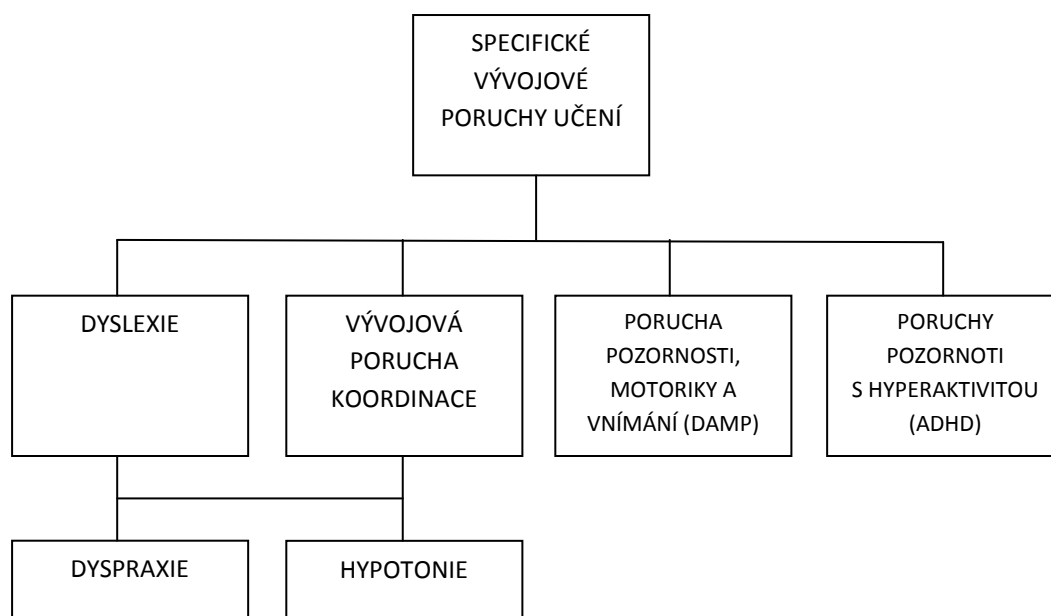 SPECIFICKÉ
VÝVOJOVÉ
PORUCHY UČENÍ
DYSLEXIE
VÝVOJOVÁ
PORUCHA
KOORDINACE
PORUCHA
POZORNOSTI,
MOTORIKY A
VNÍMÁNÍ (DAMP)
PORUCHY
POZORNOTI
S HYPERAKTIVITOU
(ADHD)
DYSPRAXIE
HYPOTONIE